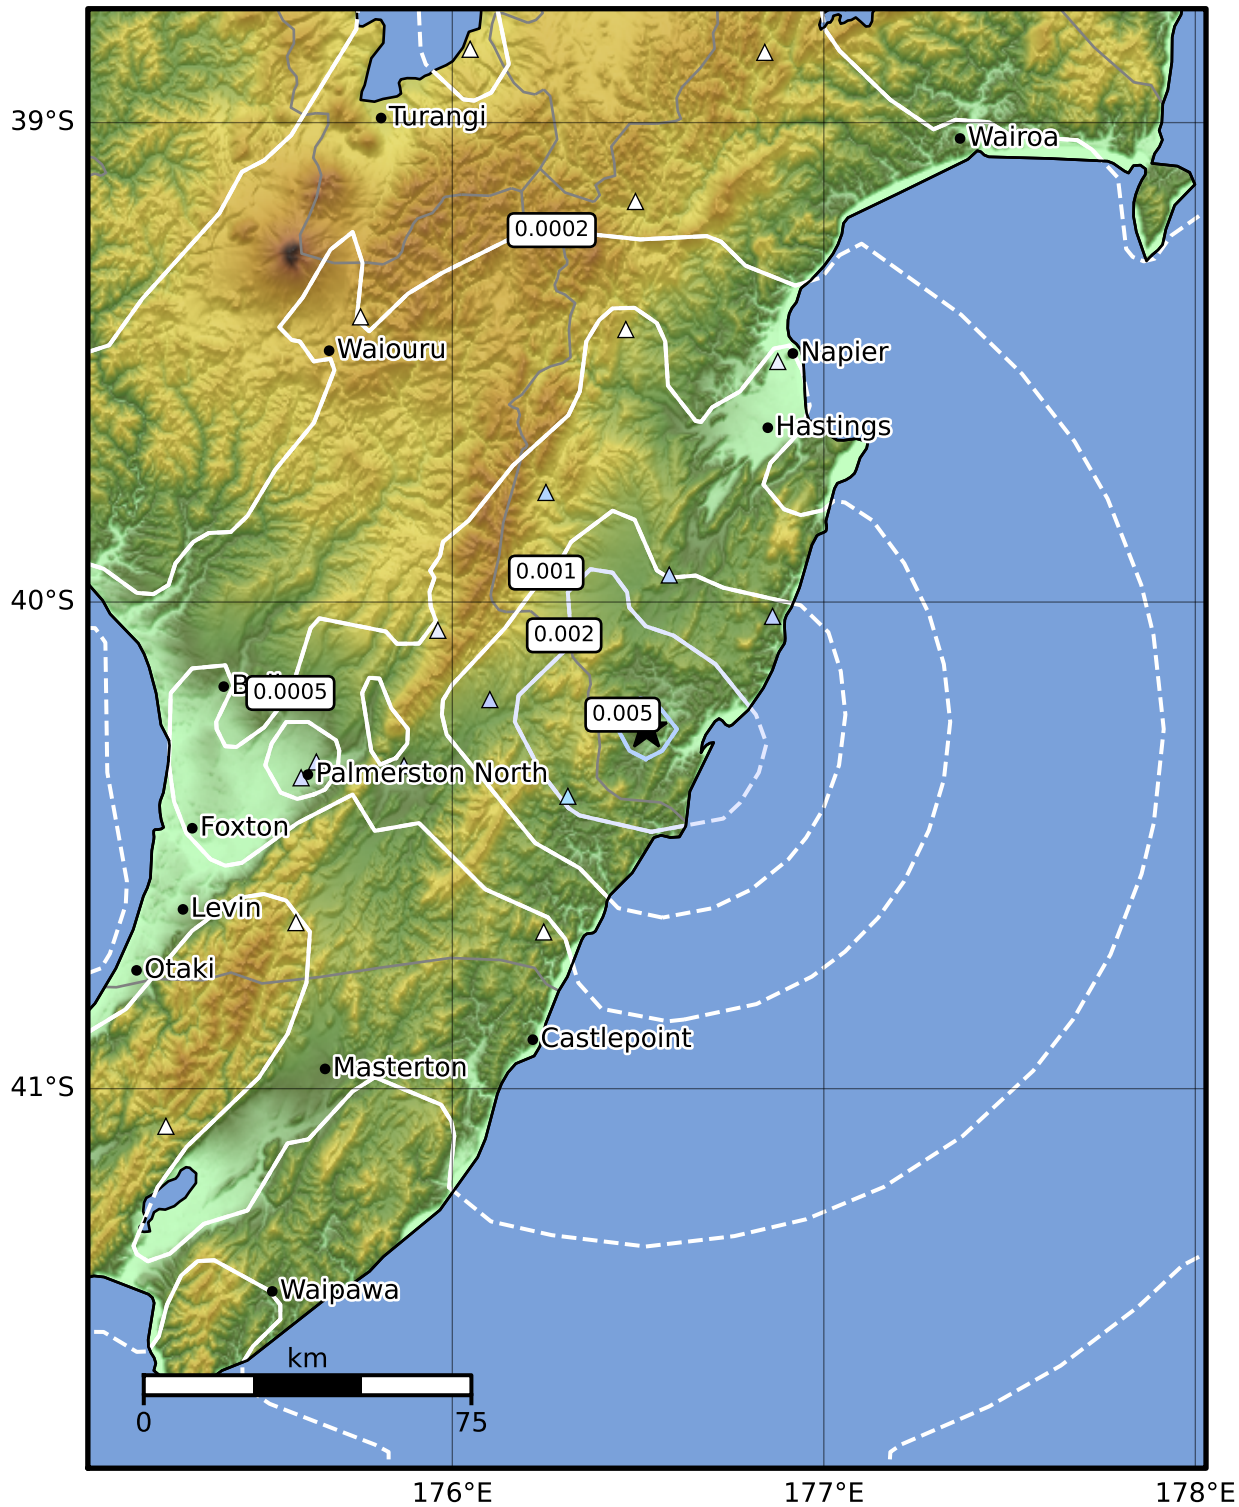 39°S
Turangi
Wairoa
0.0002
Waiouru
Napier
Hastings
0.001
40°S
0.002
0.0005
0.005
Palmerston North
Foxton
Levin
Otaki
Castlepoint
Masterton
41°S
Waipawa
km
0 75
176°E 177°E 178°E